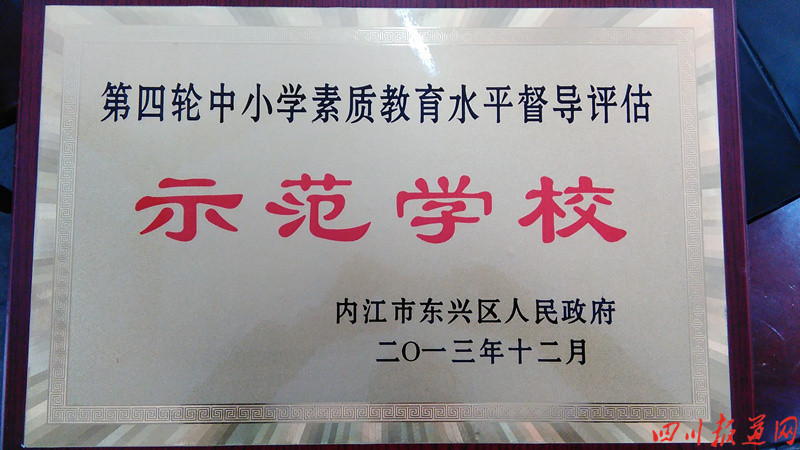 第四轮中小学素质教育水平督导评估
示范学校
内江市东兴区人民政府
二〇一三年十二月
四川报道网